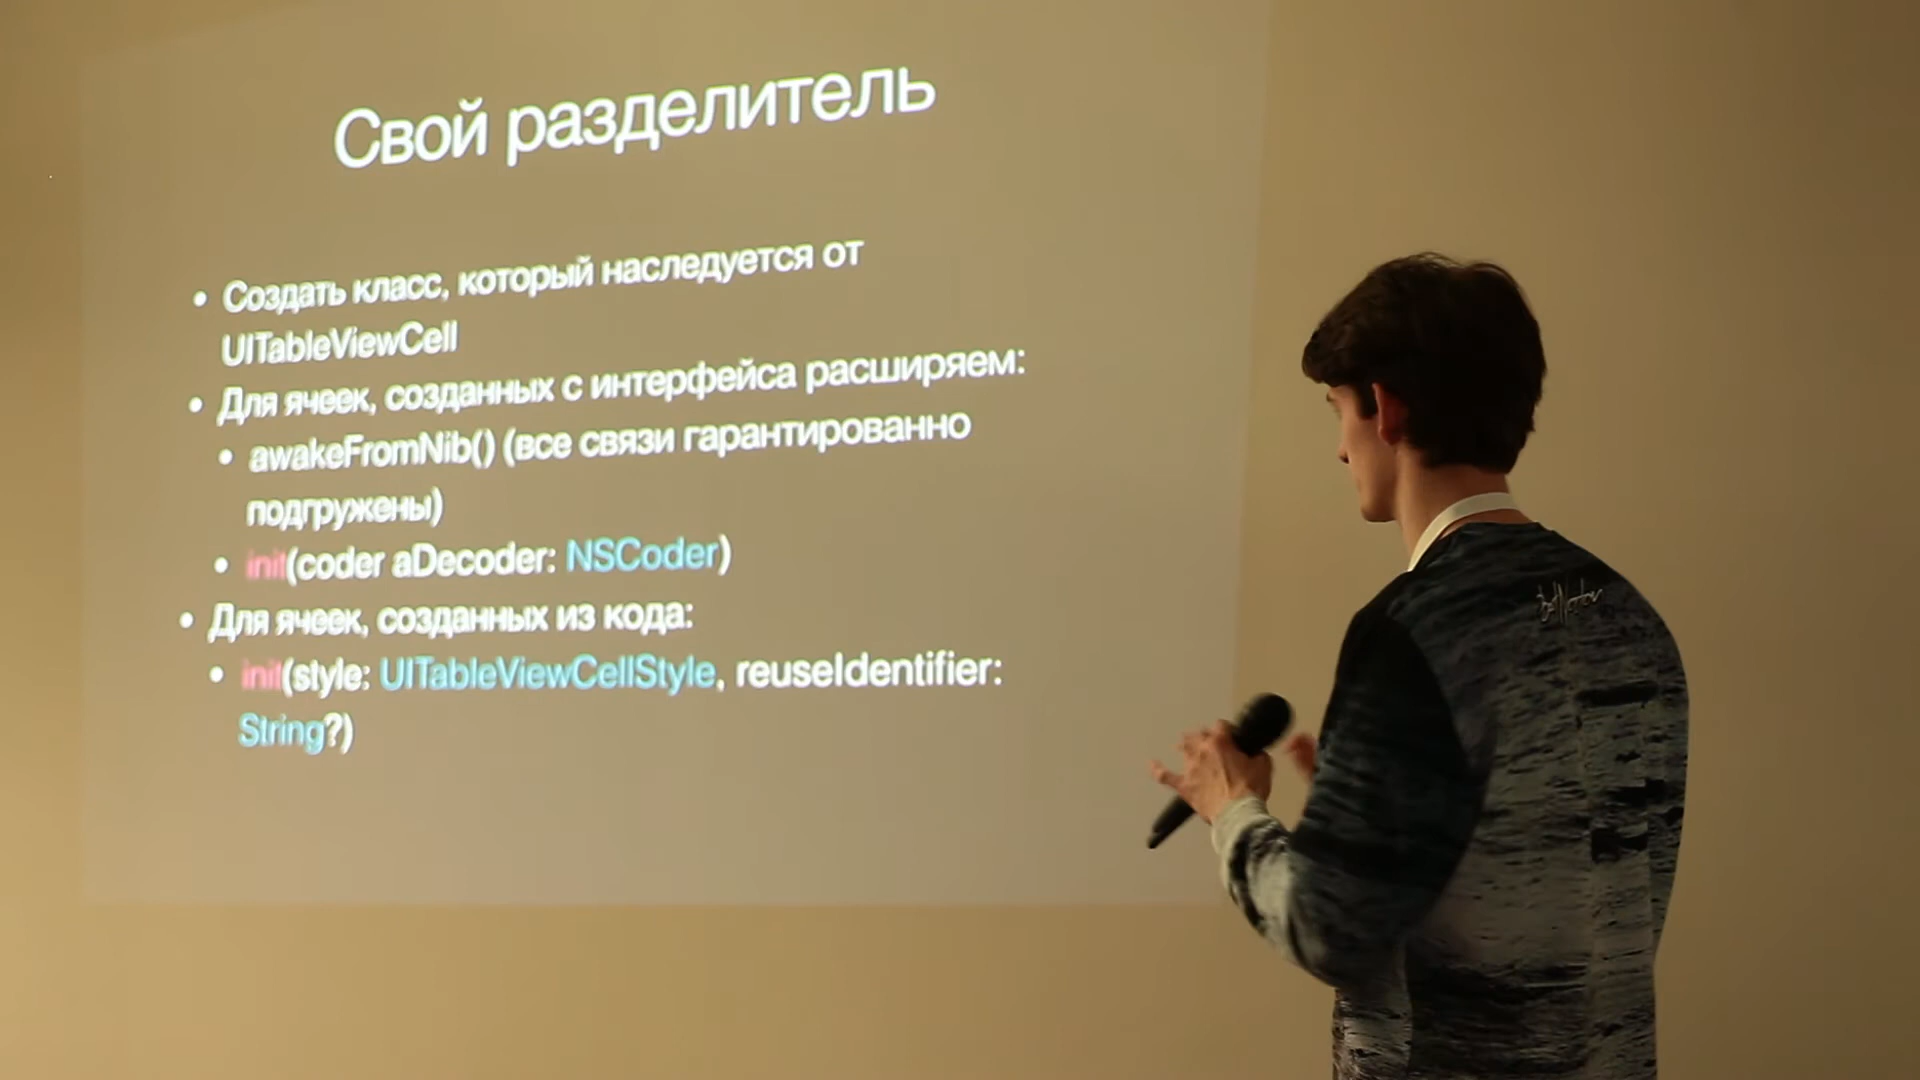 Свой разделитель
• Создать класс, который наследуется от
UITableViewCell
• Для ячеек, созданных с интерфейса расширяем:
• awakeFromNib() (все связи гарантированно
подгружены)
• init(coder aDecoder: NSCoder)
• Для ячеек, созданных из кода:
• init(style: UITableViewCellStyle, reuseIdentifier:
String?)